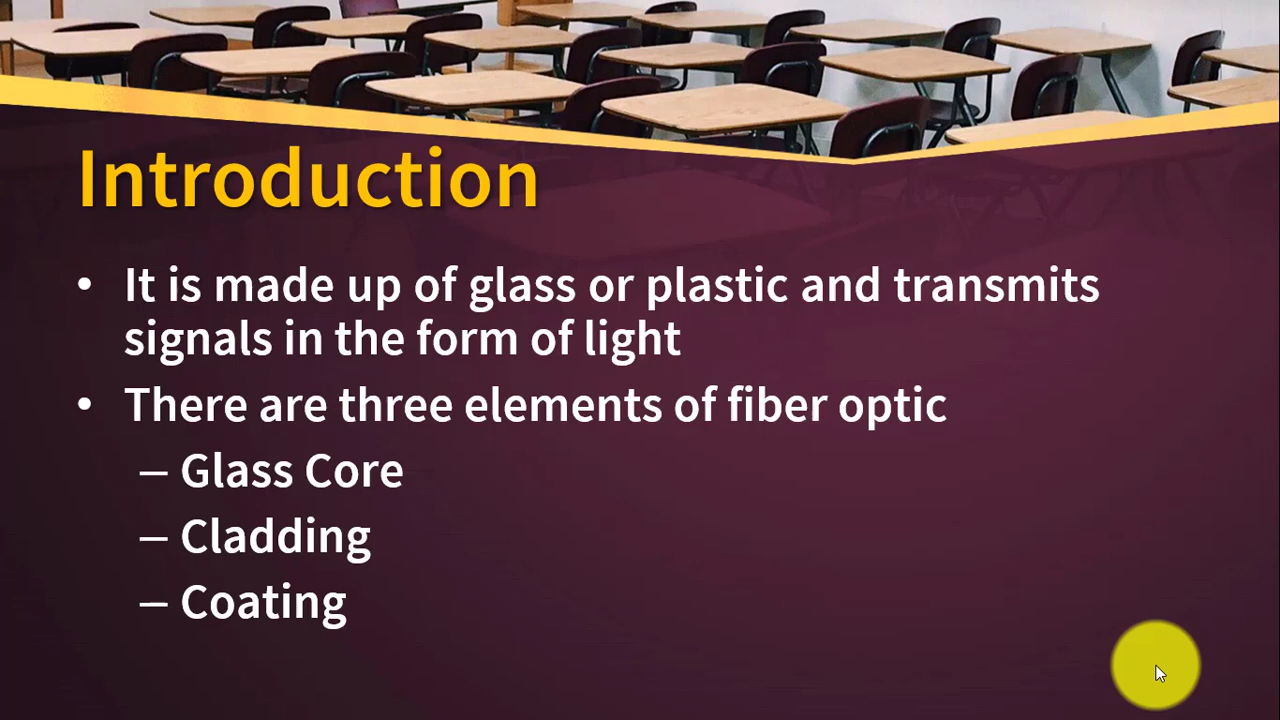 Introduction
• It is made up of glass or plastic and transmits
signals in the form of light
• There are three elements of fiber optic
– Glass Core
– Cladding
– Coating